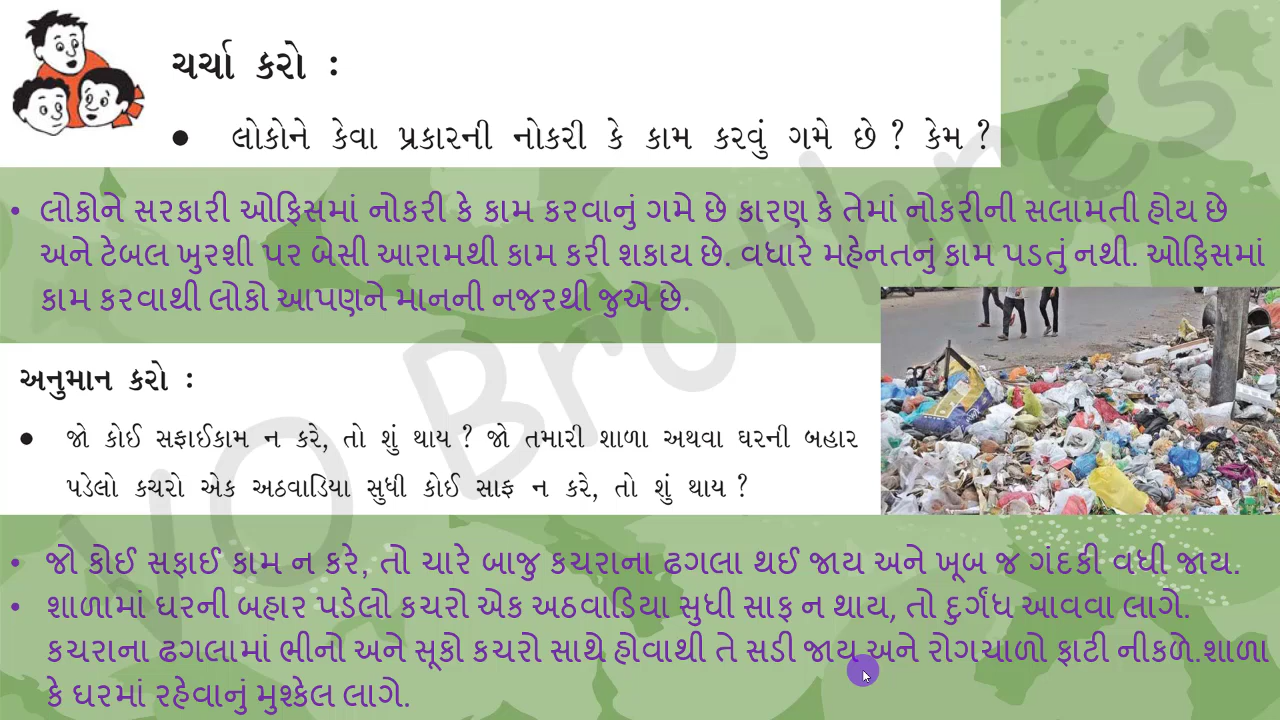 ચર્ચા કરો :
• લોકોને કેવા પ્રકારની નોકરી કે કામ કરવું ગમે છે ? કેમ ?
• લોકોને સરકારી ઓફિસમાં નોકરી કે કામ કરવાનું ગમે છે કારણ કે તેમાં નોકરીની સલામતી હોય છે
અને ટેબલ ખુરશી પર બેસી આરામથી કામ કરી શકાય છે. વધારે મહેનતનું કામ પડતું નથી. ઓફિસમાં
કામ કરવાથી લોકો આપણને માનની નજરથી જુએ છે.
અનુમાન કરો :
• જો કોઈ સફાઈકામ ન કરે, તો શું થાય ? જો તમારી શાળા અથવા ઘરની બહાર
પડેલો કચરો એક અઠવાડિયા સુધી કોઈ સાફ ન કરે, તો શું થાય ?
• જો કોઈ સફાઈ કામ ન કરે, તો ચારે બાજુ કચરાના ઢગલા થઈ જાય અને ખૂબ જ ગંદકી વધી જાય.
• શાળામાં ઘરની બહાર પડેલો કચરો એક અઠવાડિયા સુધી સાફ ન થાય, તો દુર્ગંધ આવવા લાગે.
કચરાના ઢગલામાં ભીનો અને સૂકો કચરો સાથે હોવાથી તે સડી જાય અને રોગચાળો ફાટી નીકળે.શાળા
કે ઘરમાં રહેવાનું મુશ્કેલ લાગે.
VO Brothres